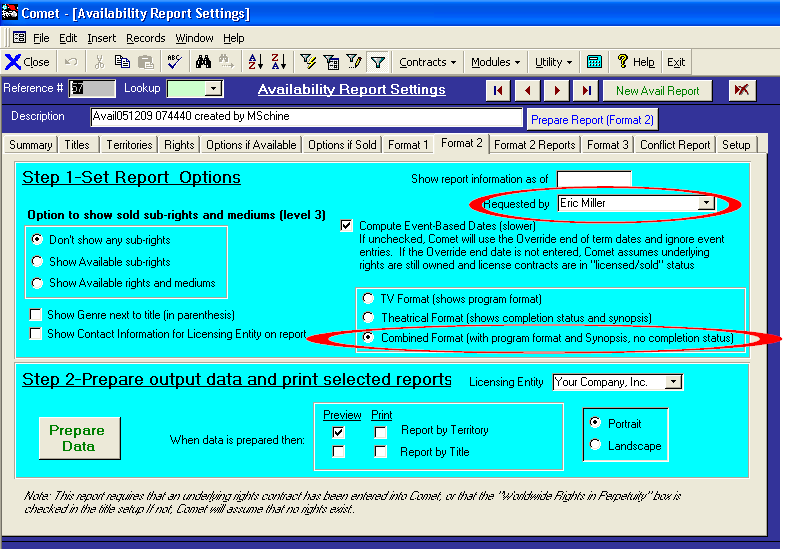 Comet - [Availability Report Settings]
File Edit Insert Records Window Help
Close ABC Contracts Modules Utility Help Exit
Reference # 57 Lookup Availability Report Settings New Avail Report
Description Avail051209 074440 created by MSchine Prepare Report (Format 2)
Summary Titles Territories Rights Options if Available Options if Sold Format 1 Format 2 Format 2 Reports Format 3 Conflict Report Setup
Step 1-Set Report Options
Show report information as of
Requested by Eric Miller
Option to show sold sub-rights and mediums (level 3)
Don't show any sub-rights
Show Available sub-rights
Show Available rights and mediums
Show Genre next to title (in parenthesis)
Show Contact Information for Licensing Entity on report
Compute Event-Based Dates (slower)
If unchecked, Comet will use the Override end of term dates and ignore event
entries. If the Override end date is not entered, Comet assumes underlying
rights are still owned and license contracts are in "licensed/sold" status
TV Format (shows program format)
Theatrical Format (shows completion status and synopsis)
Combined Format (with program format and Synopsis, no completion status)
Step 2-Prepare output data and print selected reports
Licensing Entity Your Company, Inc.
Prepare
Data
When data is prepared then:
Preview Print
Report by Territory
Report by Title
Portrait
Landscape
Note: This report requires that an underlying rights contract has been entered into Comet, or that the "Worldwide Rights in Perpetuity" box is
checked in the title setup If not, Comet will assume that no rights exist..